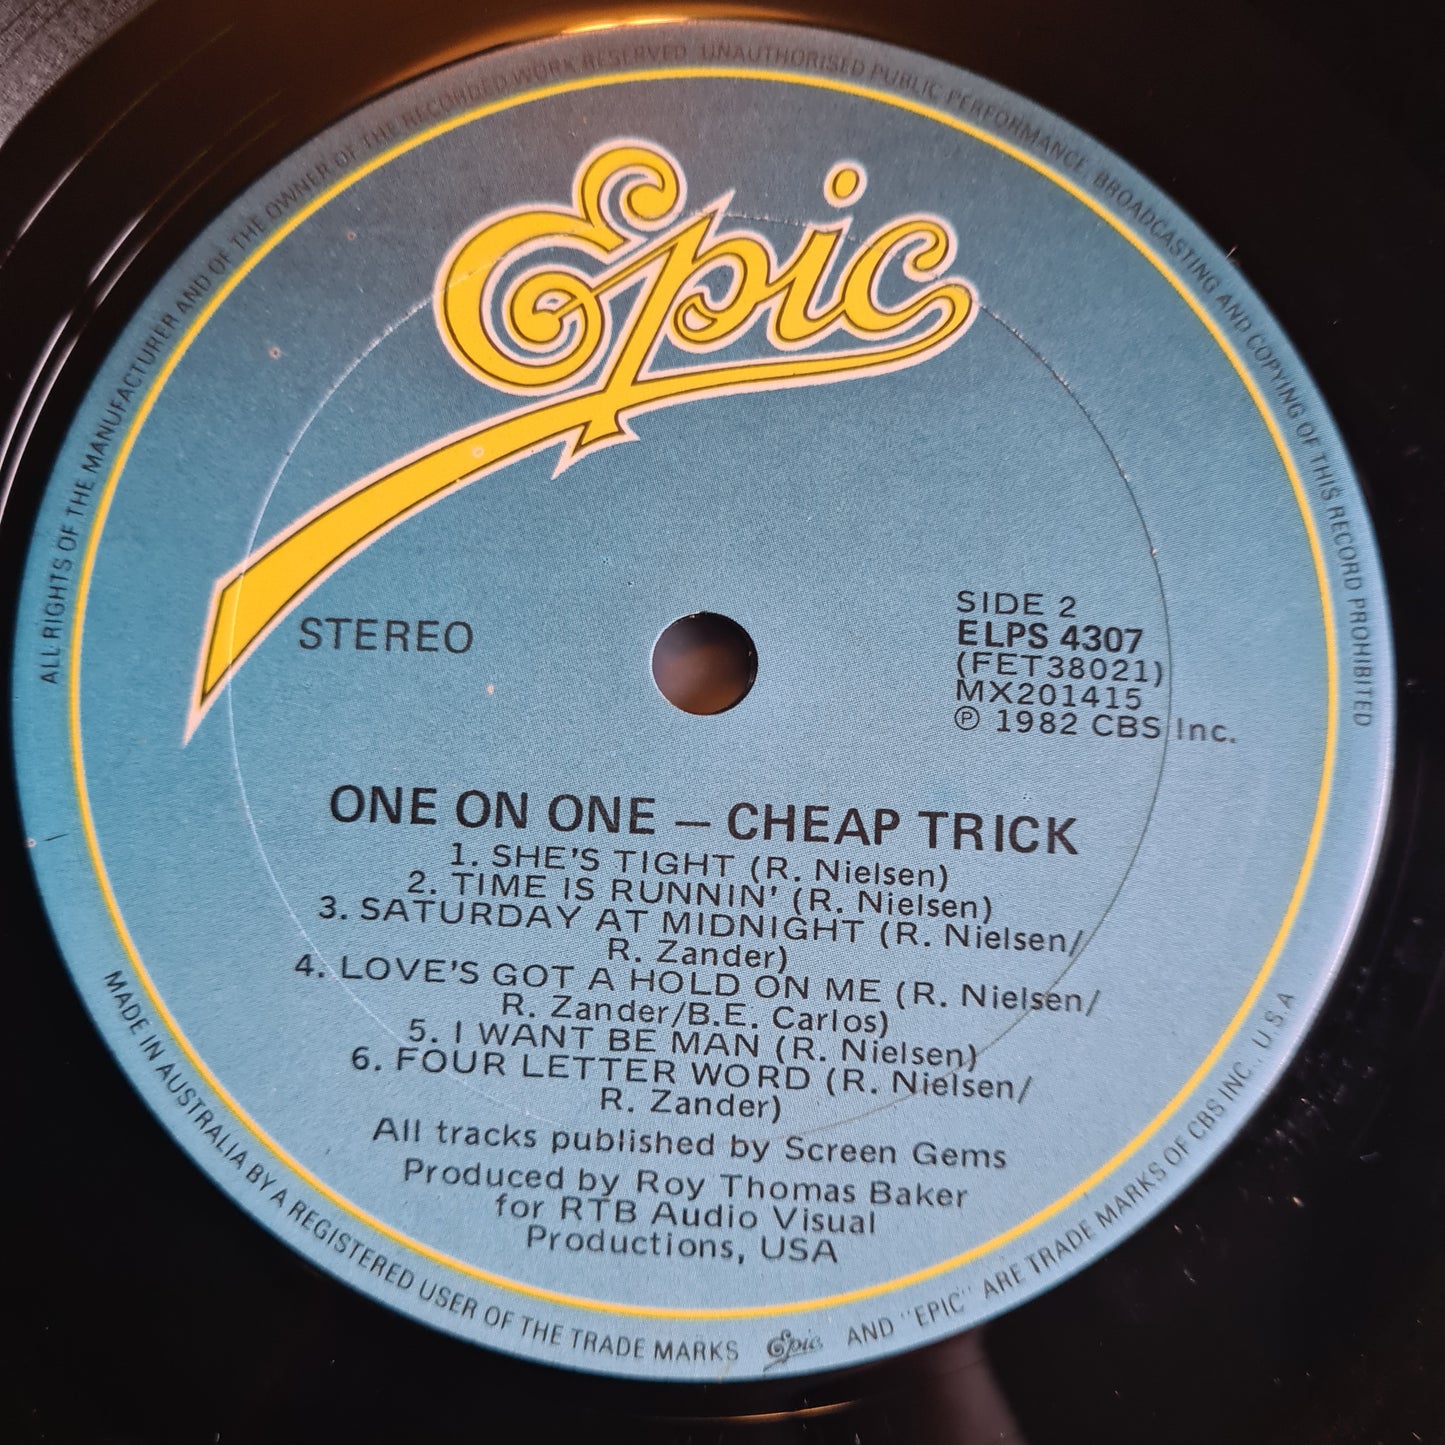 ALL RIGHTS OF THE MANUFACTURER AND OF THE OWNER OF THE RECORDED WORK RESERVED UNAUTHORISED PUBLIC PERFORMANCE, BROADCASTING AND COPYING OF THIS RECORD PROHIBITED
Epic
STEREO
SIDE 2
ELPS 4307
(FET38021)
MX201415
℗ 1982 CBS Inc.
ONE ON ONE – CHEAP TRICK
1. SHE'S TIGHT (R. Nielsen)
2. TIME IS RUNNIN' (R. Nielsen)
3. SATURDAY AT MIDNIGHT (R. Nielsen/
R. Zander)
4. LOVE'S GOT A HOLD ON ME (R. Nielsen/
R. Zander/B.E. Carlos)
5. I WANT BE MAN (R. Nielsen)
6. FOUR LETTER WORD (R. Nielsen/
R. Zander)
All tracks published by Screen Gems
Produced by Roy Thomas Baker
for RTB Audio Visual
Productions, USA
MADE IN AUSTRALIA BY A REGISTERED USER OF THE TRADE MARKS Epic AND "EPIC" ARE TRADE MARKS OF CBS INC., U.S.A